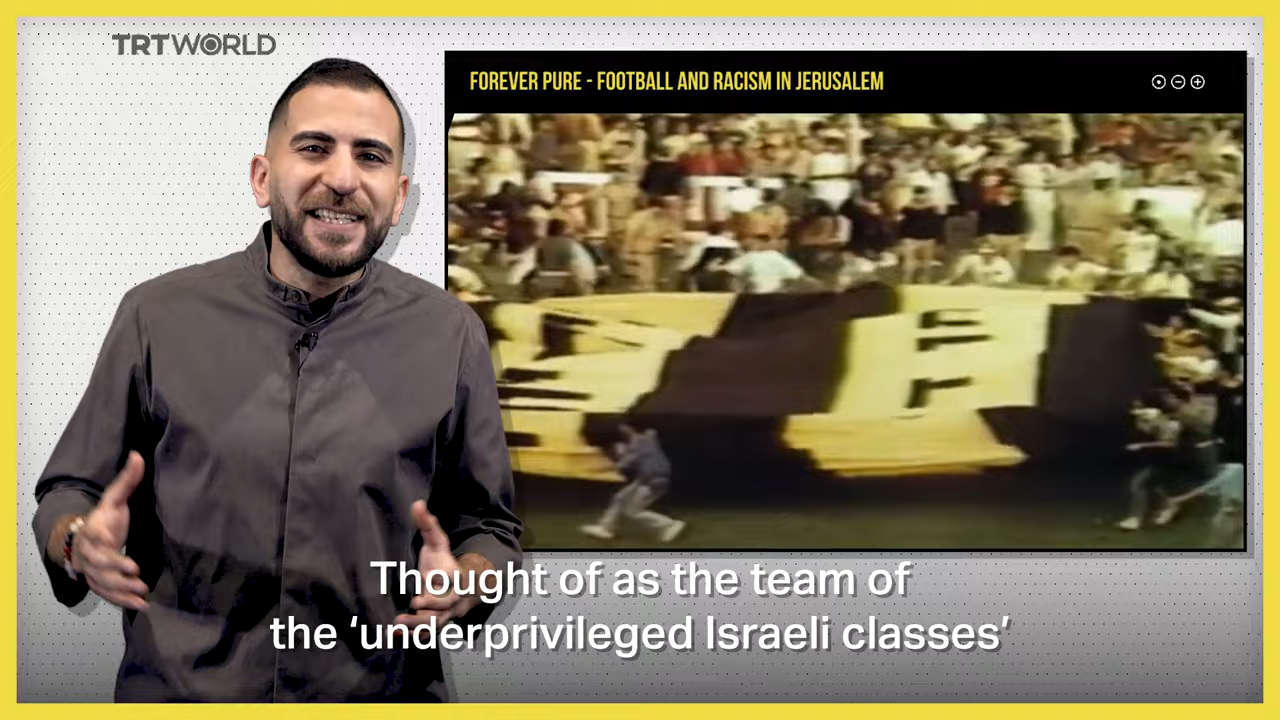 TRTWORLD
FOREVER PURE - FOOTBALL AND RACISM IN JERUSALEM
Thought of as the team of
the ‘underprivileged Israeli classes’